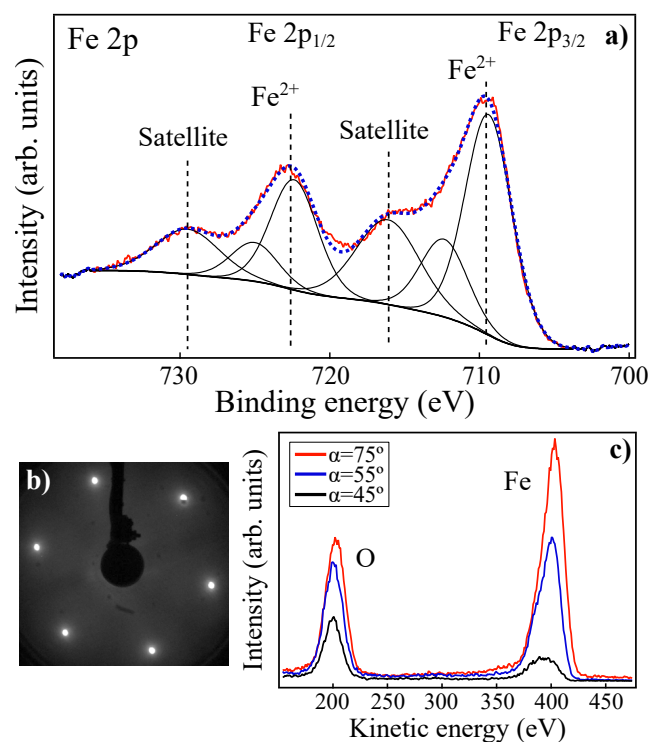 Fe 2p Fe 2p1/2 Fe 2p3/2 a)
Fe2+ Fe2+
Satellite Satellite
Intensity (arb. units)
730 720 710 700
Binding energy (eV)
b)
c)
α=75º
α=55º
α=45º
Fe
O
Intensity (arb. units)
200 250 300 350 400 450
Kinetic energy (eV)